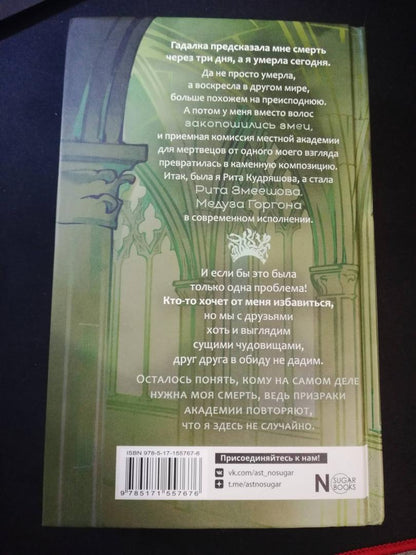 Гадалка предсказала мне смерть
через три дня, а я умерла сегодня.
Да не просто умерла,
а воскресла в другом мире,
больше похожем на преисподнюю.
А потом у меня вместо волос
закопошились змеи,
и приемная комиссия местной академии
для мертвецов от одного моего взгляда
превратилась в каменную композицию.
Итак, была я Рита Кудряшова, а стала
Рита Змеешова,
Медуза Горгона
в современном исполнении.
И если бы это была
только одна проблема!
Кто-то хочет от меня избавиться,
но мы с друзьями
хоть и выглядим
сущими чудовищами,
друг друга в обиду не дадим.
Осталось понять, кому на самом деле
нужна моя смерть, ведь призраки
академии повторяют,
что я здесь не случайно.
ISBN 978-5-17-155767-6
9 785171 557676
Присоединяйтесь к нам!
vk.com/ast_nosugar
t.me/astnosugar
NO SUGAR BOOKS